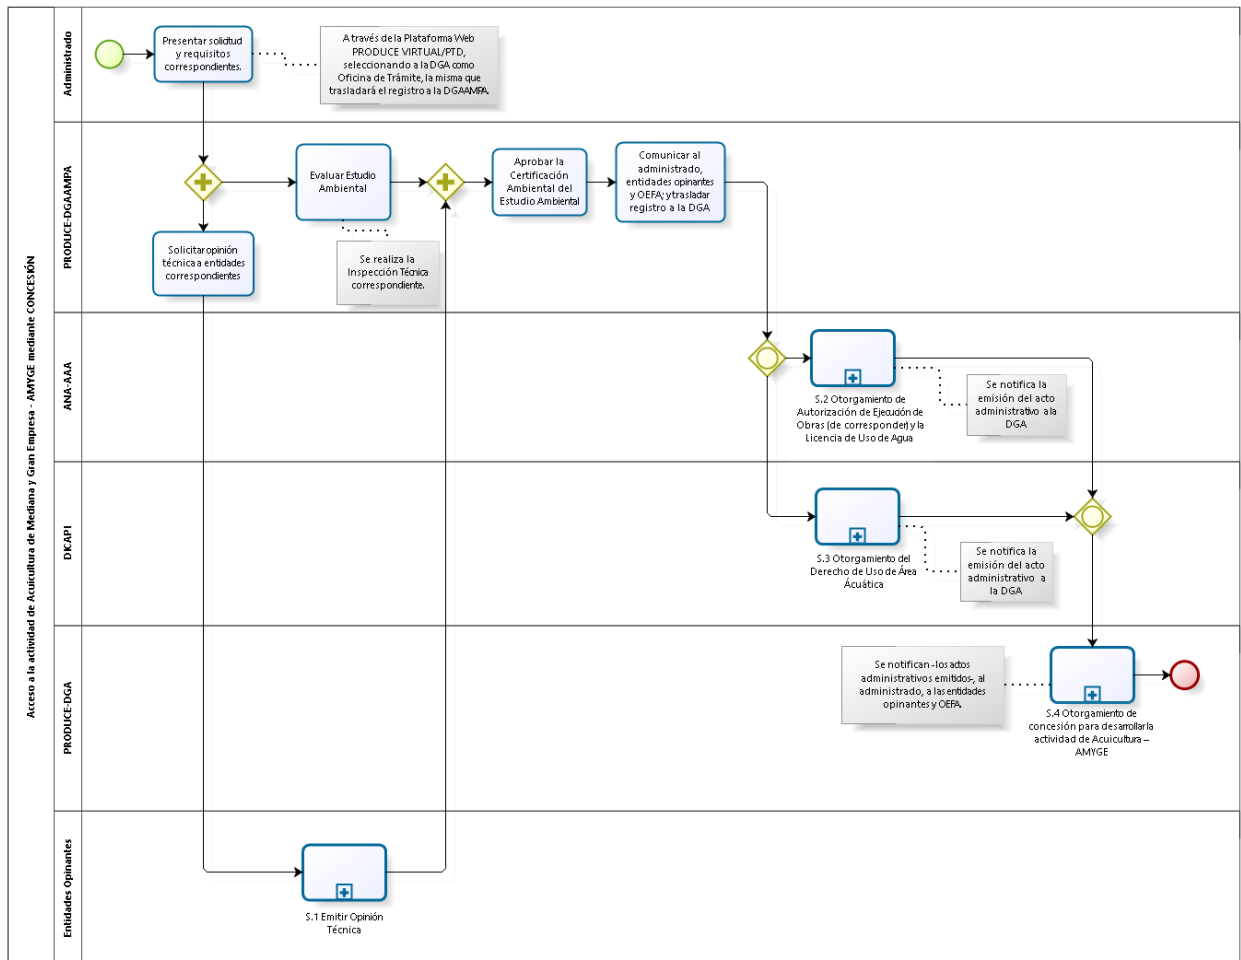 Acceso a la actividad de Acuicultura de Mediana y Gran Empresa - AMYGE mediante CONCESIÓN
Administrado
Presentar solicitud
y requisitos
correspondientes.
A través de la Plataforma Web
PRODUCE VIRTUAL/PTD,
seleccionando a la DGA como
Oficina de Trámite, la misma que
trasladará el registro a la DGAAMPA.
PRODUCE-DGAAMPA
Evaluar Estudio
Ambiental
Aprobar la
Certificación
Ambiental del
Estudio Ambiental
Comunicar al
administrado,
entidades opinantes
y OEFA; y trasladar
registro a la DGA
Solicitar opinión
técnica a entidades
correspondientes
Se realiza la
Inspección Técnica
correspondiente.
ANA-AAA
S.2 Otorgamiento de
Autorización de Ejecución de
Obras (de corresponder) y la
Licencia de Uso de Agua
Se notifica la
emisión del acto
administrativo a la
DGA
DICAPI
S.3 Otorgamiento del
Derecho de Uso de Área
Ácuática
Se notifica la
emisión del acto
administrativo a
la DGA
PRODUCE-DGA
Se notifican -los actos
administrativos emitidos-, al
administrado, a las entidades
opinantes y OEFA.
S.4 Otorgamiento de
concesión para desarrollar la
actividad de Acuicultura –
AMYGE
Entidades Opinantes
S.1 Emitir Opinión
Técnica